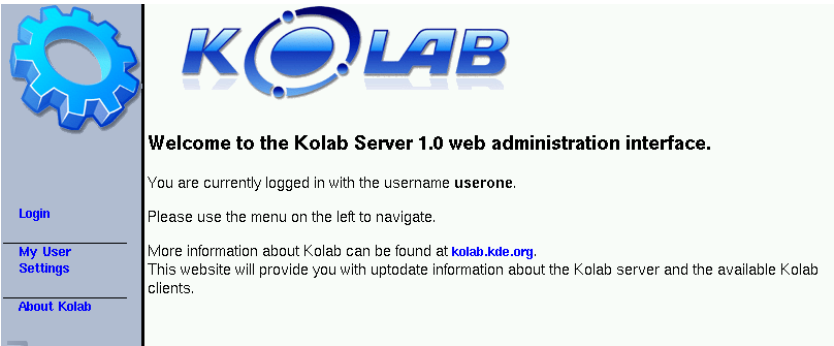 KOLAB
Welcome to the Kolab Server 1.0 web administration interface.
You are currently logged in with the username userone.
Please use the menu on the left to navigate.
More information about Kolab can be found at kolab.kde.org.
This website will provide you with uptodate information about the Kolab server and the available Kolab
clients.
Login
My User
Settings
About Kolab